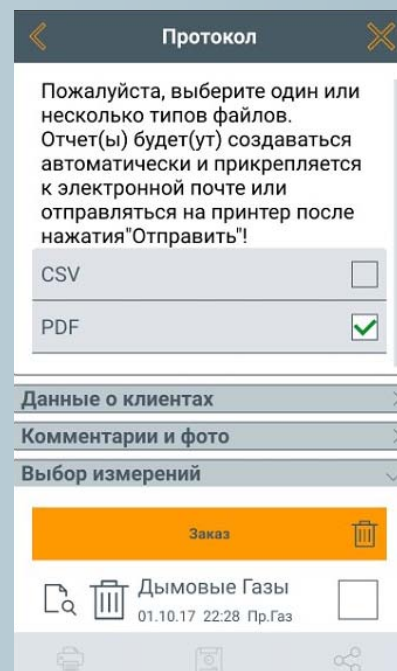 Протокол
Пожалуйста, выберите один или
несколько типов файлов.
Отчет(ы) будет(ут) создаваться
автоматически и прикрепляется
к электронной почте или
отправляться на принтер после
нажатия"Отправить"!
CSV
PDF
Данные о клиентах
Комментарии и фото
Выбор измерений
Заказ
Дымовые Газы
01.10.17 22:28 Пр.Газ